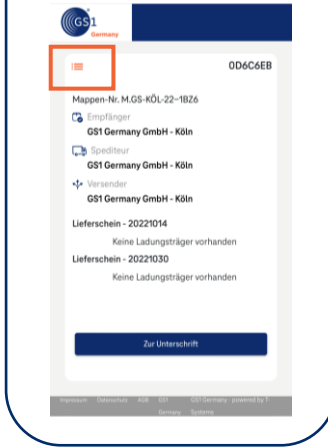 GS1
Germany
0D6C6EB
Mappen-Nr. M.GS-KÖL-22-1BZ6
Empfänger
GS1 Germany GmbH - Köln
Spediteur
GS1 Germany GmbH - Köln
Versender
GS1 Germany GmbH - Köln
Lieferschein - 20221014
Keine Ladungsträger vorhanden
Lieferschein - 20221030
Keine Ladungsträger vorhanden
Zur Unterschrift
Impressum Datenschutz AGB GS1 GS1 Germany - powered by T-
Germany Systems